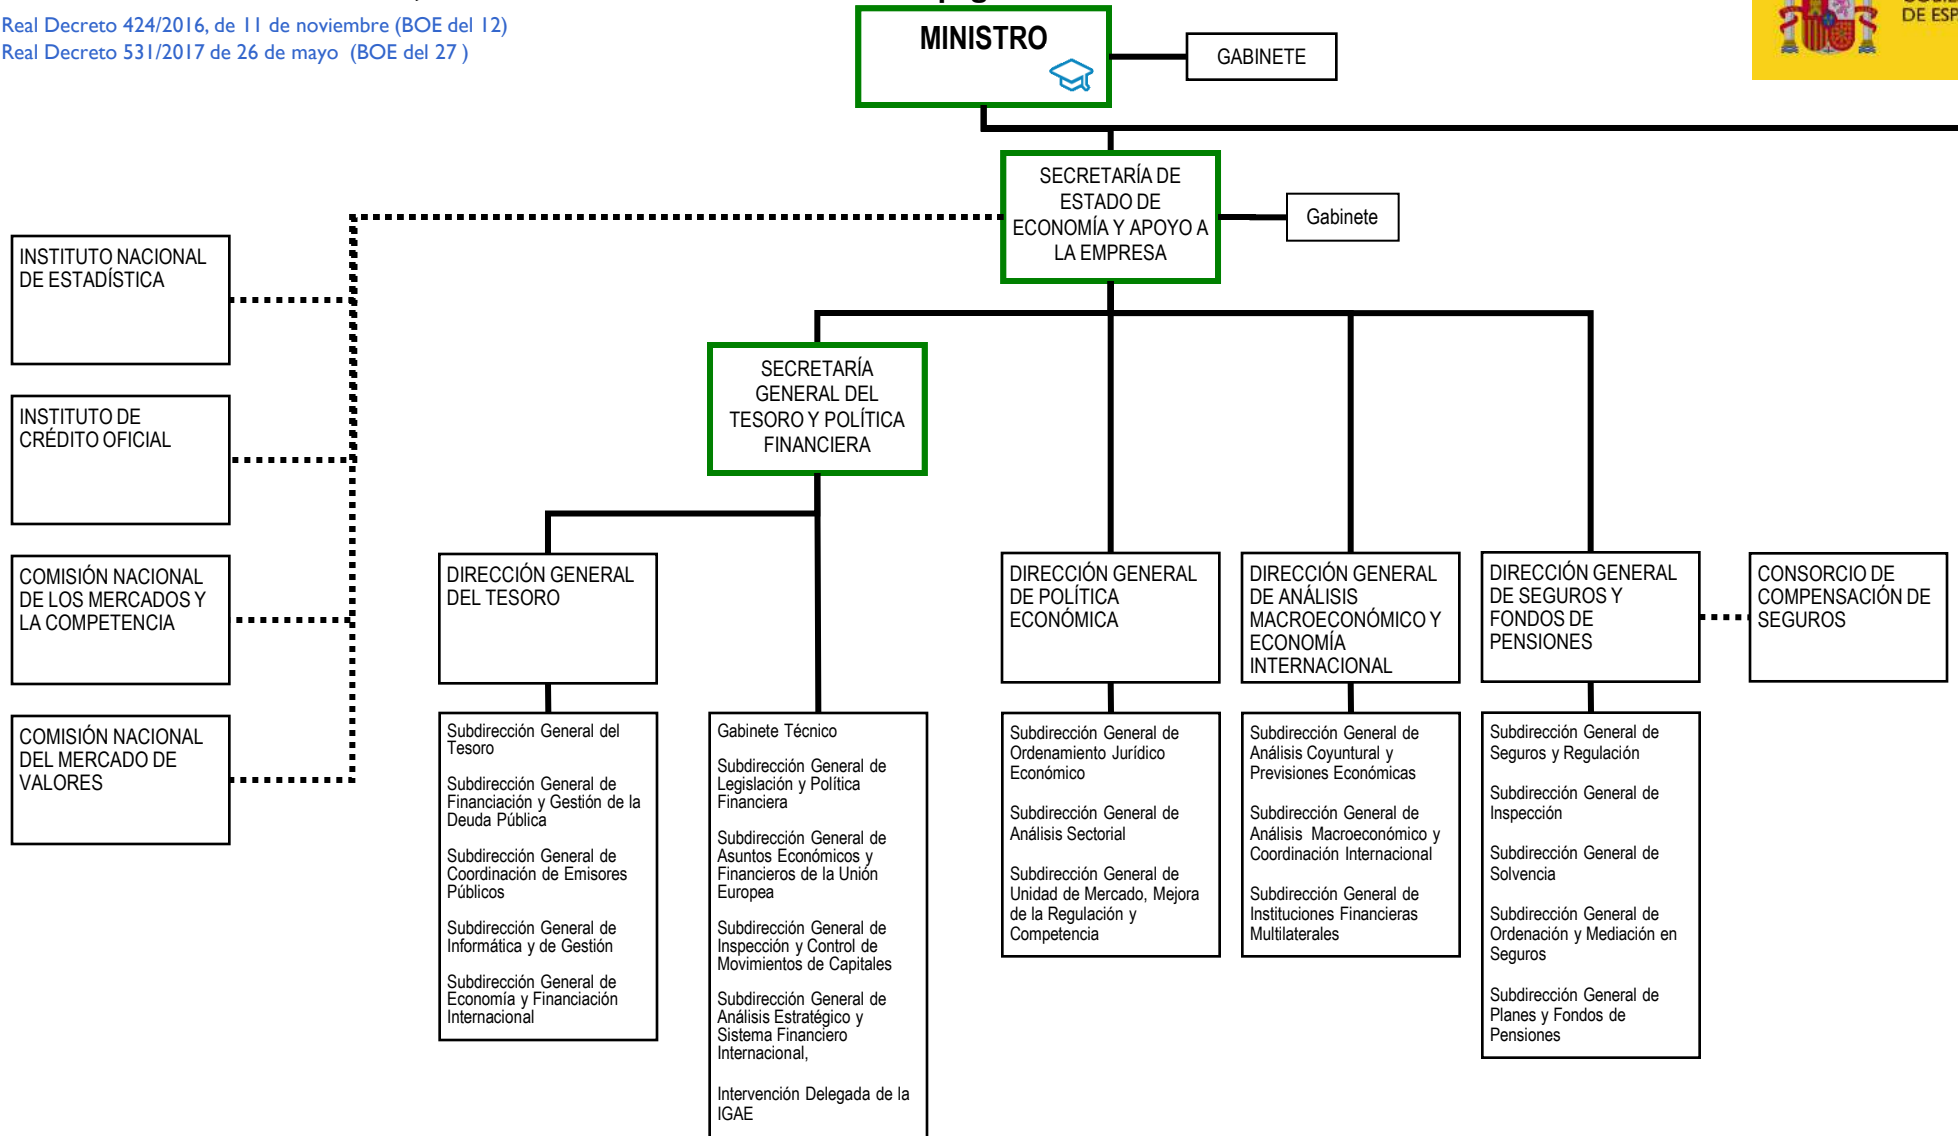 Real Decreto 424/2016, de 11 de noviembre (BOE del 12)
Real Decreto 531/2017 de 26 de mayo (BOE del 27 )
MINISTRO
GABINETE
DE ESP
SECRETARÍA DE
ESTADO DE
ECONOMÍA Y APOYO A
LA EMPRESA
Gabinete
INSTITUTO NACIONAL
DE ESTADÍSTICA
INSTITUTO DE
CRÉDITO OFICIAL
COMISIÓN NACIONAL
DE LOS MERCADOS Y
LA COMPETENCIA
COMISIÓN NACIONAL
DEL MERCADO DE
VALORES
SECRETARÍA
GENERAL DEL
TESORO Y POLÍTICA
FINANCIERA
DIRECCIÓN GENERAL
DEL TESORO
DIRECCIÓN GENERAL
DE POLÍTICA
ECONÓMICA
DIRECCIÓN GENERAL
DE ANÁLISIS
MACROECONÓMICO Y
ECONOMÍA
INTERNACIONAL
DIRECCIÓN GENERAL
DE SEGUROS Y
FONDOS DE
PENSIONES
CONSORCIO DE
COMPENSACIÓN DE
SEGUROS
Subdirección General del
Tesoro
Subdirección General de
Financiación y Gestión de la
Deuda Pública
Subdirección General de
Coordinación de Emisores
Públicos
Subdirección General de
Informática y de Gestión
Subdirección General de
Economía y Financiación
Internacional
Gabinete Técnico
Subdirección General de
Legislación y Política
Financiera
Subdirección General de
Asuntos Económicos y
Financieros de la Unión
Europea
Subdirección General de
Inspección y Control de
Movimientos de Capitales
Subdirección General de
Análisis Estratégico y
Sistema Financiero
Internacional,
Intervención Delegada de la
IGAE
Subdirección General de
Ordenamiento Jurídico
Económico
Subdirección General de
Análisis Sectorial
Subdirección General de
Unidad de Mercado, Mejora
de la Regulación y
Competencia
Subdirección General de
Análisis Coyuntural y
Previsiones Económicas
Subdirección General de
Análisis Macroeconómico y
Coordinación Internacional
Subdirección General de
Instituciones Financieras
Multilaterales
Subdirección General de
Seguros y Regulación
Subdirección General de
Inspección
Subdirección General de
Solvencia
Subdirección General de
Ordenación y Mediación en
Seguros
Subdirección General de
Planes y Fondos de
Pensiones